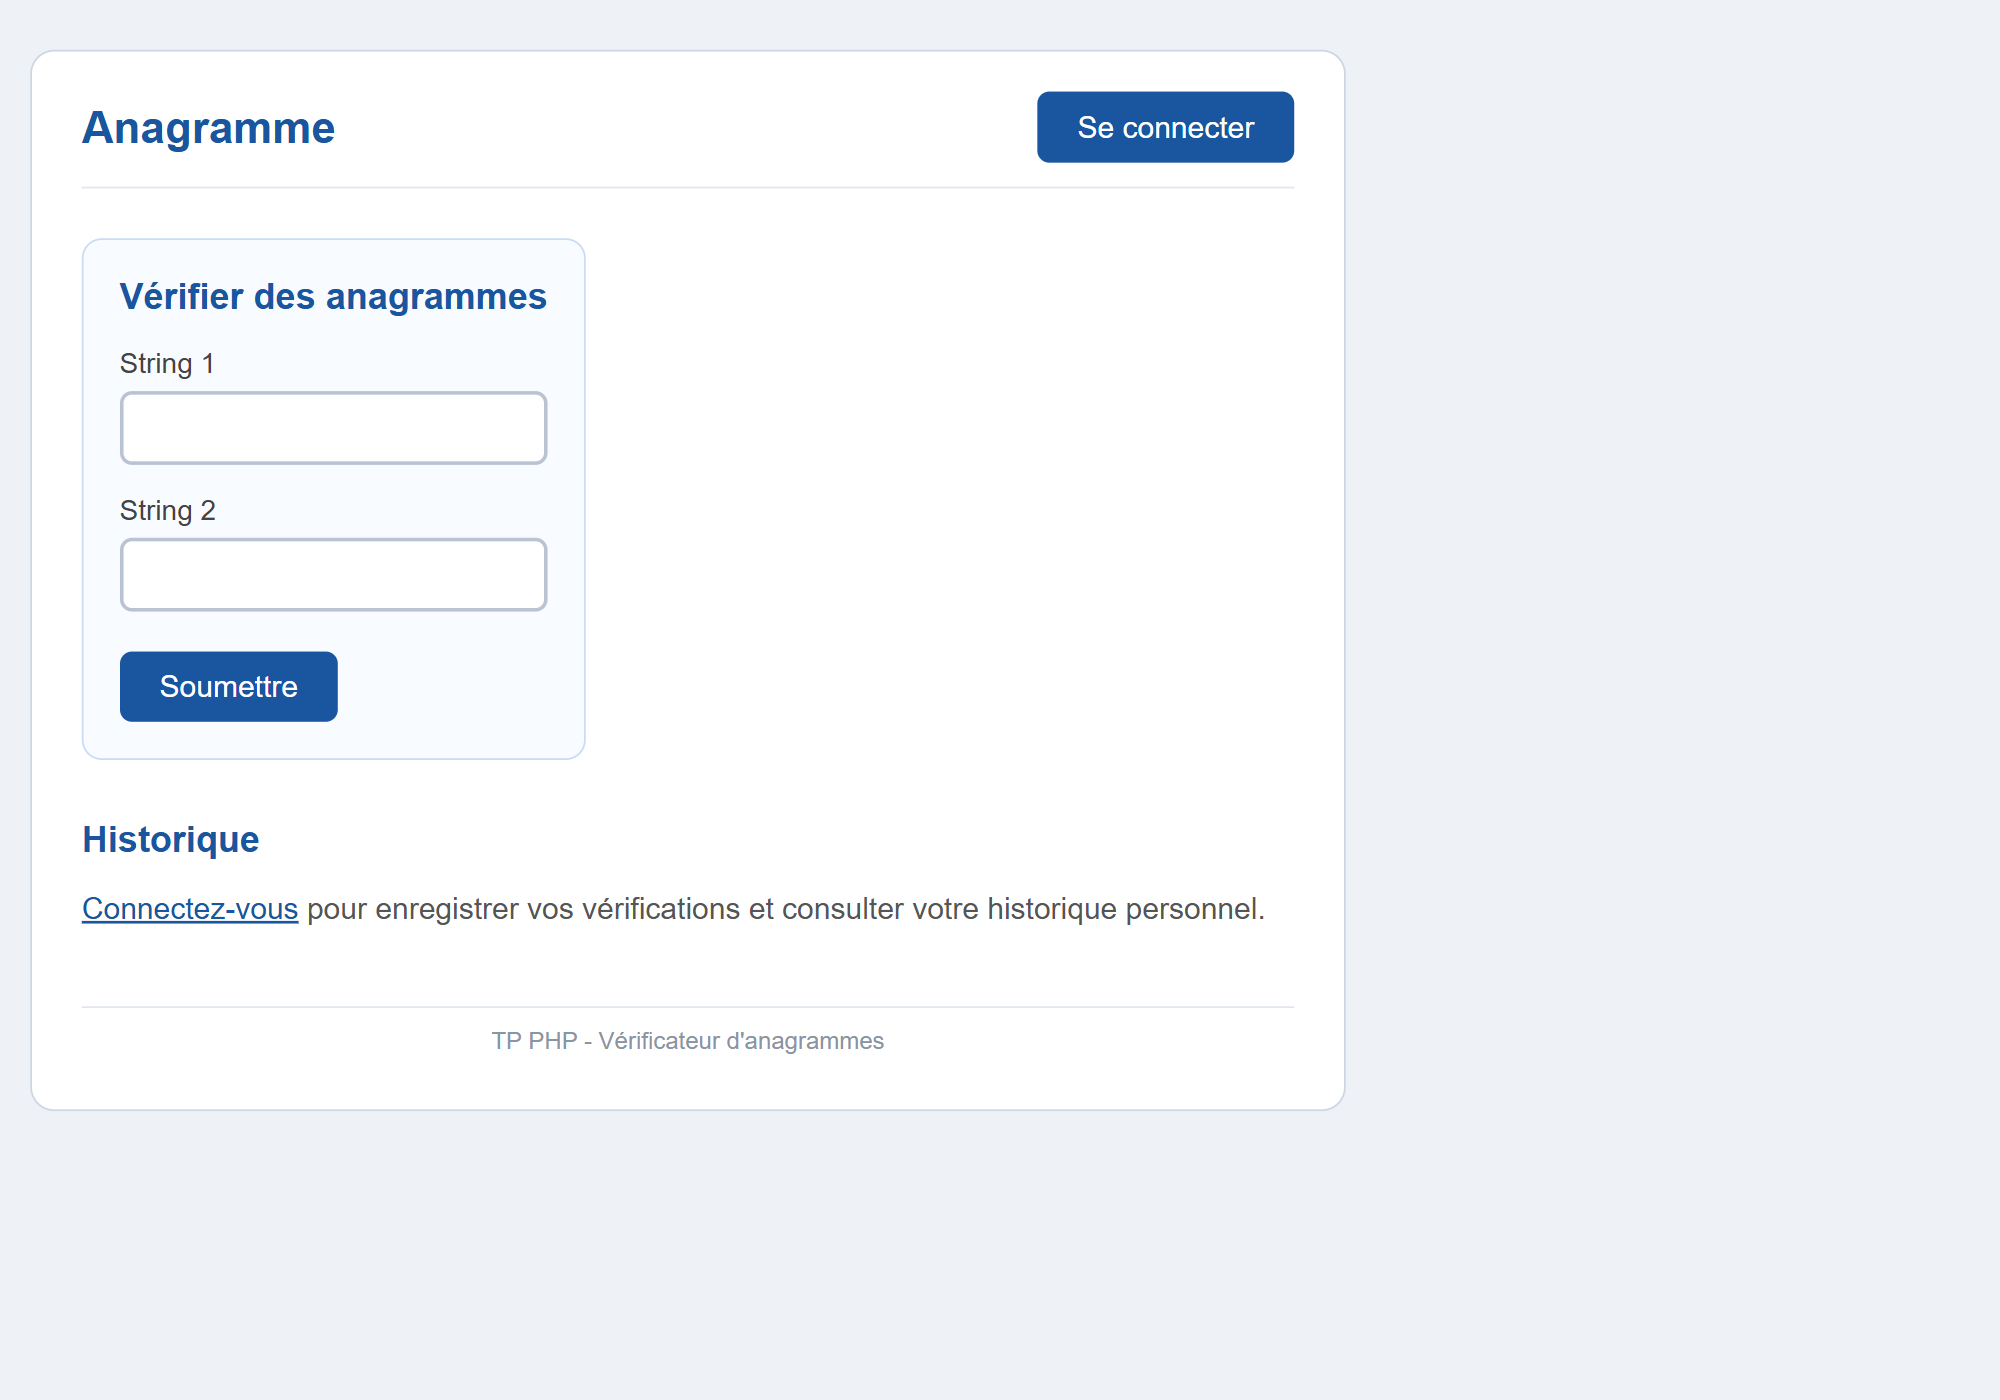 Anagramme
Se connecter
Vérifier des anagrammes
String 1
String 2
Soumettre
Historique
Connectez-vous pour enregistrer vos vérifications et consulter votre historique personnel.
TP PHP - Vérificateur d'anagrammes